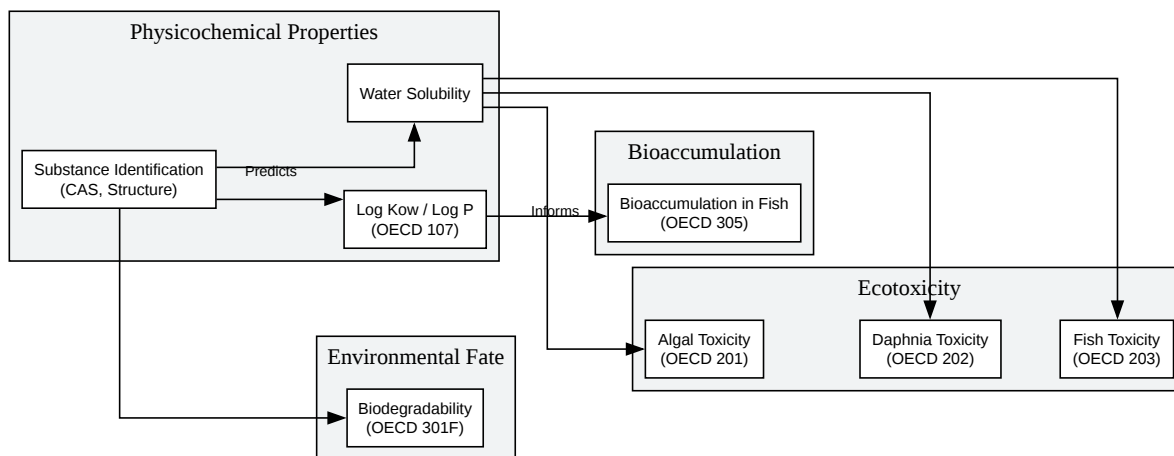 Physicochemical Properties
Water Solubility
Substance Identification
(CAS, Structure)
Predicts
Log Kow / Log P
(OECD 107)
Informs
Bioaccumulation
Bioaccumulation in Fish
(OECD 305)
Ecotoxicity
Algal Toxicity
(OECD 201)
Daphnia Toxicity
(OECD 202)
Fish Toxicity
(OECD 203)
Environmental Fate
Biodegradability
(OECD 301F)